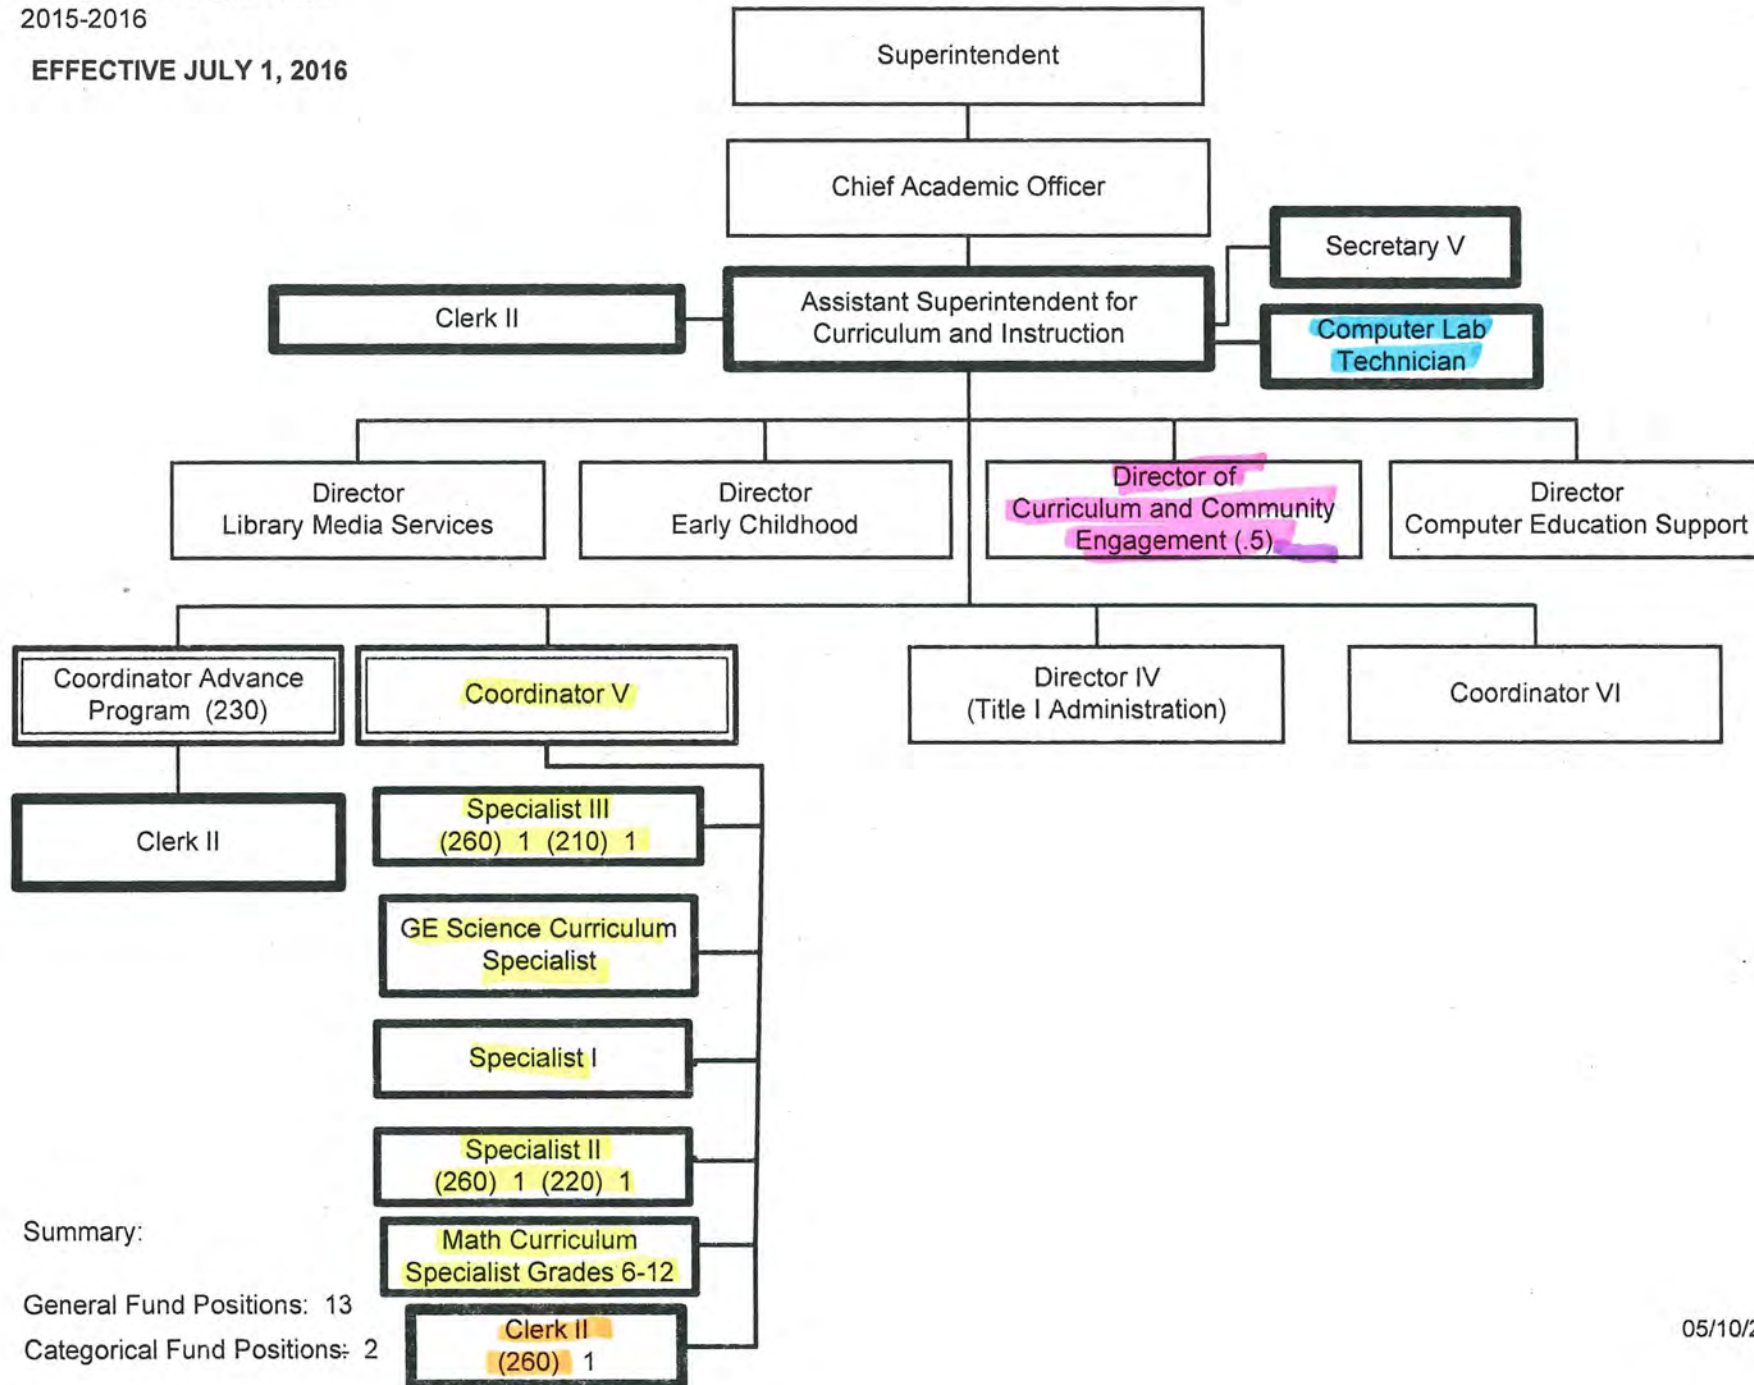 2015-2016
EFFECTIVE JULY 1, 2016
Superintendent
Chief Academic Officer
Secretary V
Clerk II
Assistant Superintendent for
Curriculum and Instruction
Computer Lab
Technician
Director
Library Media Services
Director
Early Childhood
Director of
Curriculum and Community
Engagement (.5)
Director
Computer Education Support
Coordinator Advance
Program (230)
Coordinator V
Director IV
(Title I Administration)
Coordinator VI
Clerk II
Specialist III
(260) 1 (210) 1
GE Science Curriculum
Specialist
Specialist I
Specialist II
(260) 1 (220) 1
Math Curriculum
Specialist Grades 6-12
Clerk II
(260) 1
Summary:
General Fund Positions: 13
Categorical Fund Positions: 2
05/10/2